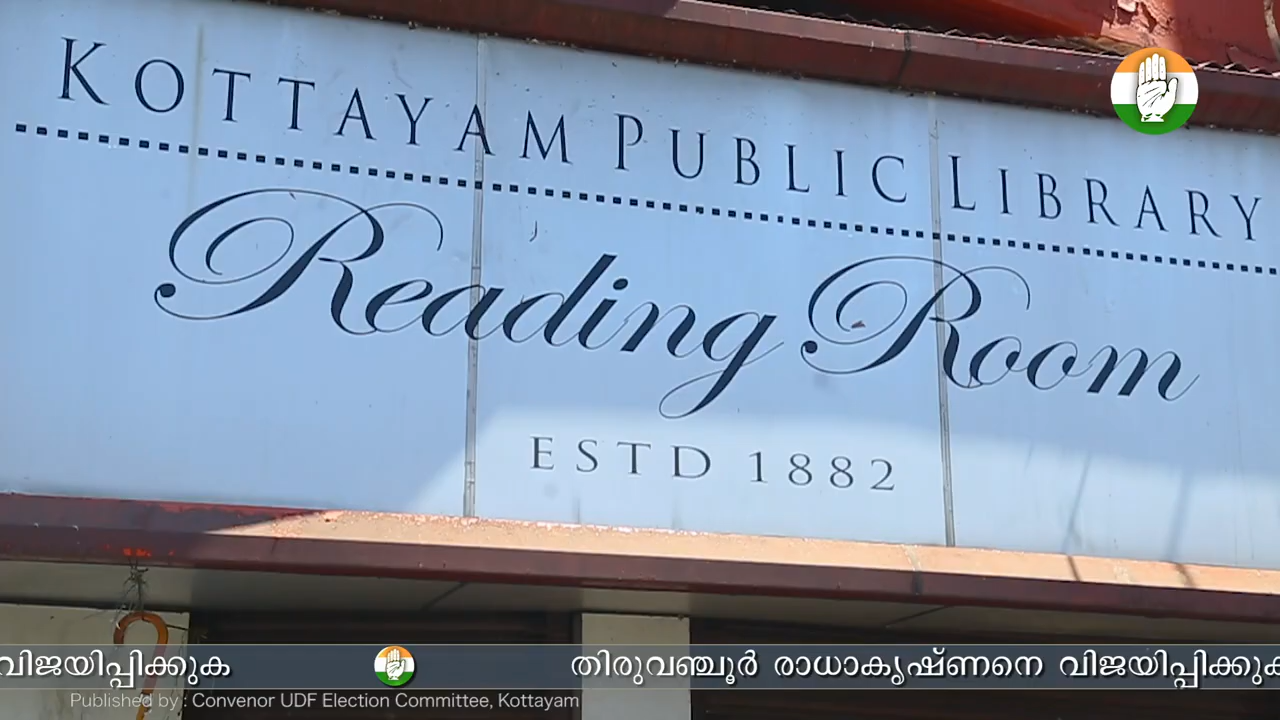 KOTTAYAM PUBLIC LIBRARY
Reading Room
ESTD 1882
വിജയിപ്പിക്കുക തിരുവഞ്ചൂർ രാധാകൃഷ്ണനെ വിജയിപ്പിക്കുക
Published by : Convenor UDF Election Committee, Kottayam